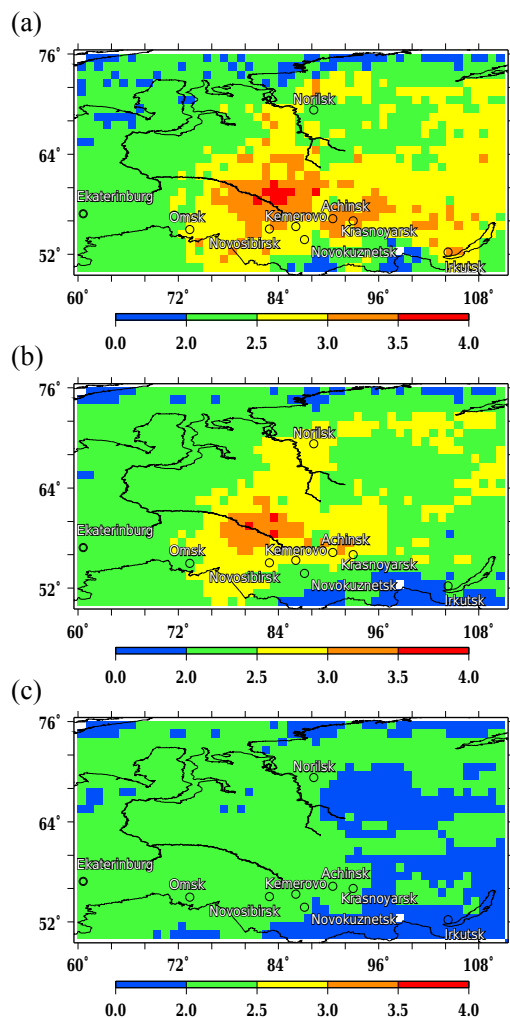 (a)
76°
Norilsk
64°
Ekaterinburg
Achinsk
Omsk
Kemerovo
Krasnoyarsk
Novosibirsk
Novokuznetsk
52°
Irkutsk
60° 72° 84° 96° 108°
0.0 2.0 2.5 3.0 3.5 4.0
(b)
76°
Norilsk
64°
Ekaterinburg
Achinsk
Omsk
Kemerovo
Krasnoyarsk
Novosibirsk
Novokuznetsk
52°
Irkutsk
60° 72° 84° 96° 108°
0.0 2.0 2.5 3.0 3.5 4.0
(c)
76°
Norilsk
64°
Ekaterinburg
Achinsk
Omsk
Kemerovo
Krasnoyarsk
Novosibirsk
Novokuznetsk
52°
Irkutsk
60° 72° 84° 96° 108°
0.0 2.0 2.5 3.0 3.5 4.0